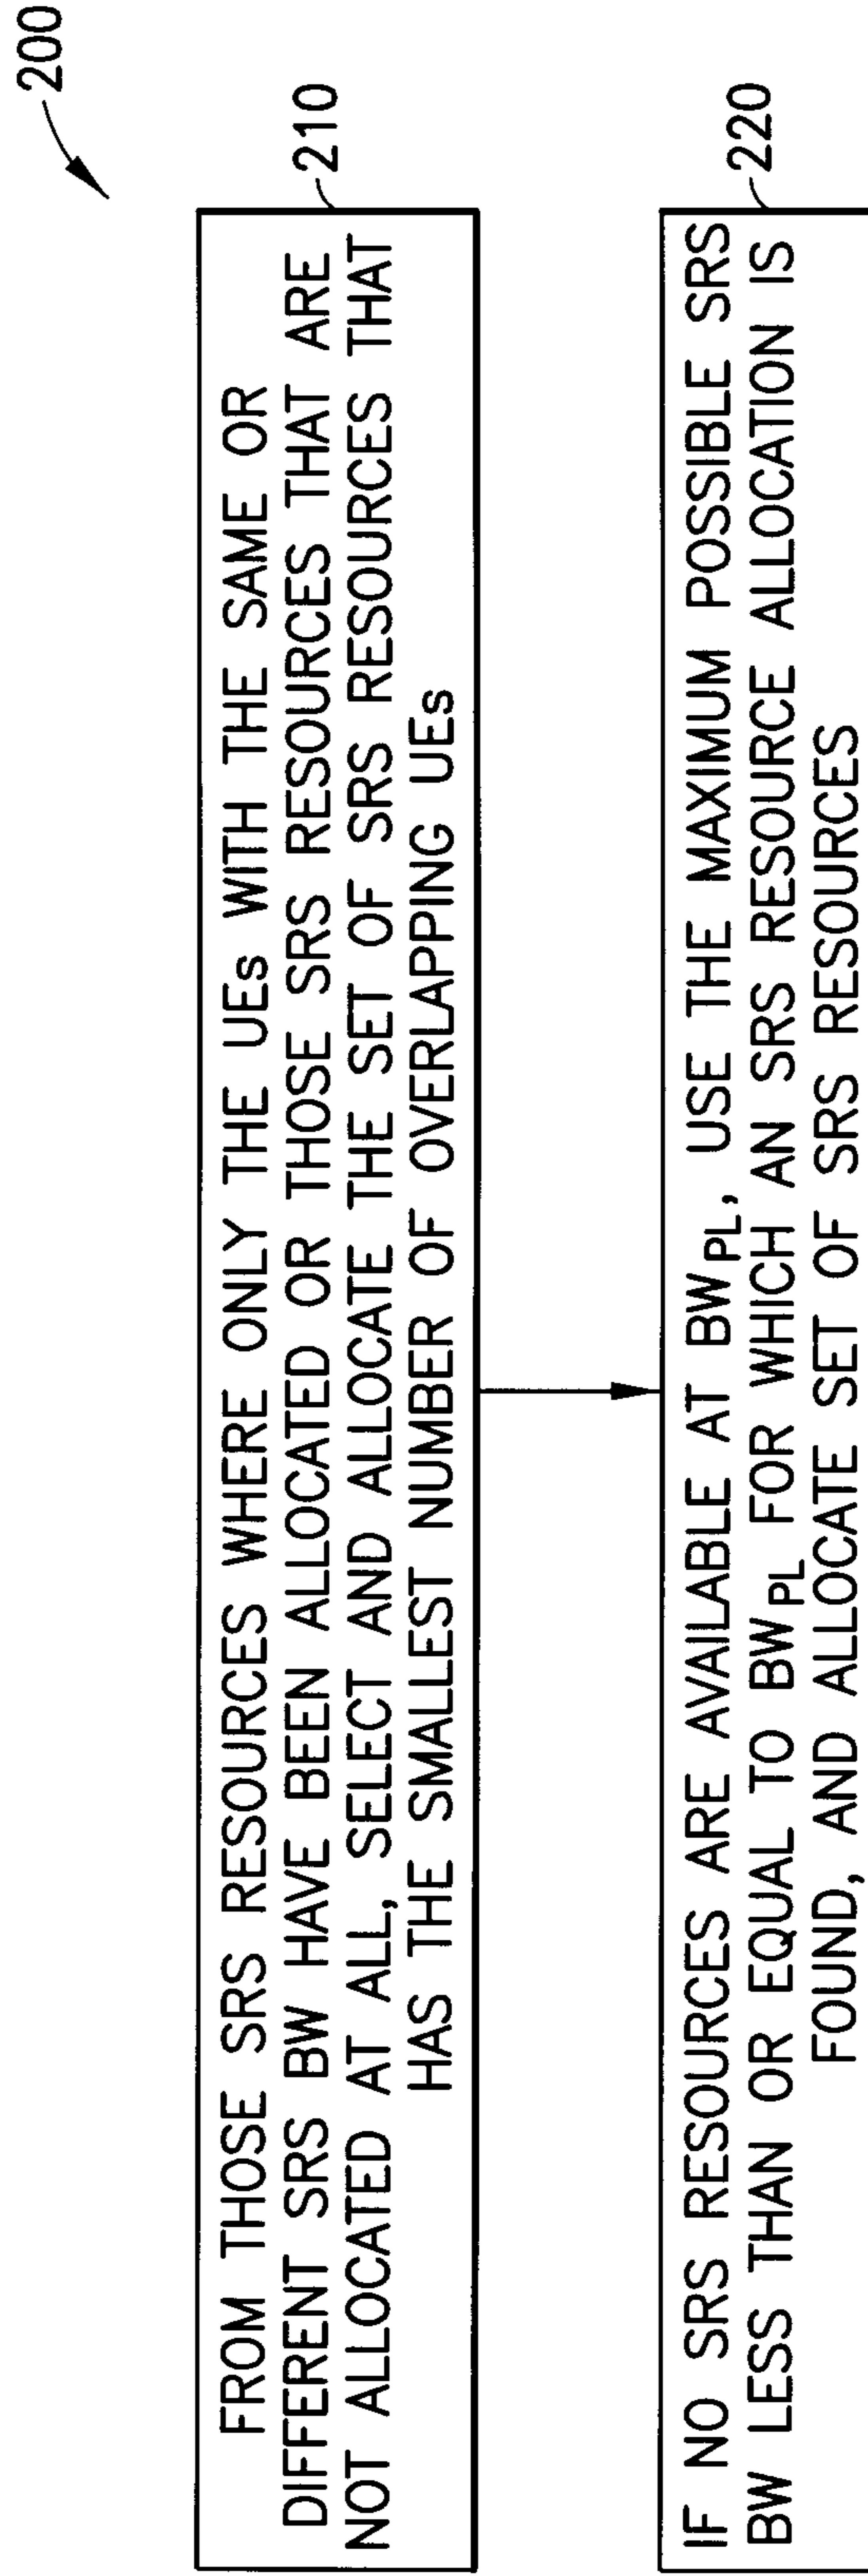 200
210
FROM THOSE SRS RESOURCES WHERE ONLY THE UEs WITH THE SAME OR
DIFFERENT SRS BW HAVE BEEN ALLOCATED OR THOSE SRS RESOURCES THAT ARE
NOT ALLOCATED AT ALL, SELECT AND ALLOCATE THE SET OF SRS RESOURCES THAT
HAS THE SMALLEST NUMBER OF OVERLAPPING UEs
220
IF NO SRS RESOURCES ARE AVAILABLE AT BWPL, USE THE MAXIMUM POSSIBLE SRS
BW LESS THAN OR EQUAL TO BWPL FOR WHICH AN SRS RESOURCE ALLOCATION IS
FOUND, AND ALLOCATE SET OF SRS RESOURCES